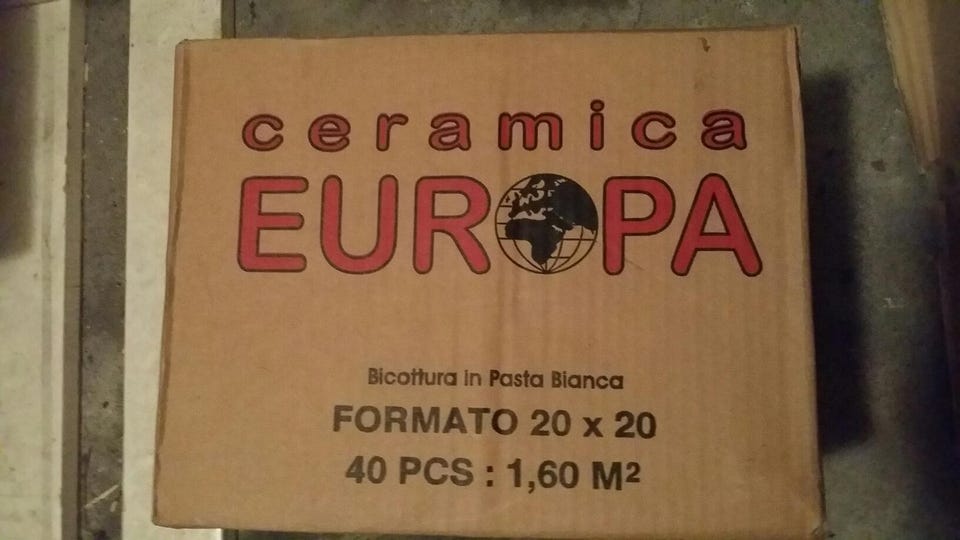 ceramica
EUROPA
Bicottura in Pasta Bianca
FORMATO 20 x 20
40 PCS : 1,60 M²